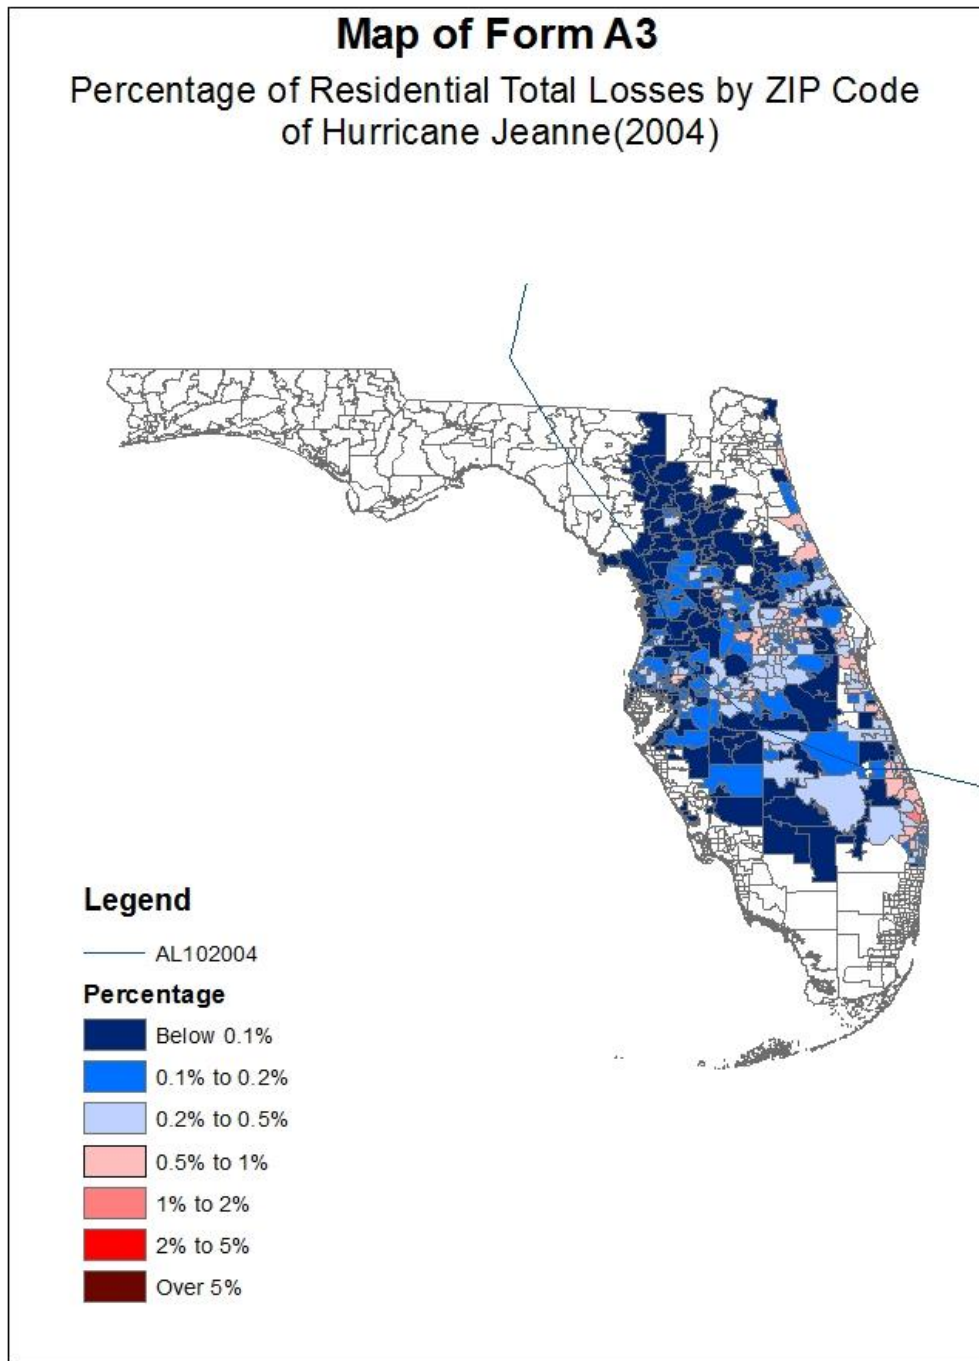 Map of Form A3
Percentage of Residential Total Losses by ZIP Code
of Hurricane Jeanne(2004)
Legend
AL102004
Percentage
Below 0.1%
0.1% to 0.2%
0.2% to 0.5%
0.5% to 1%
1% to 2%
2% to 5%
Over 5%